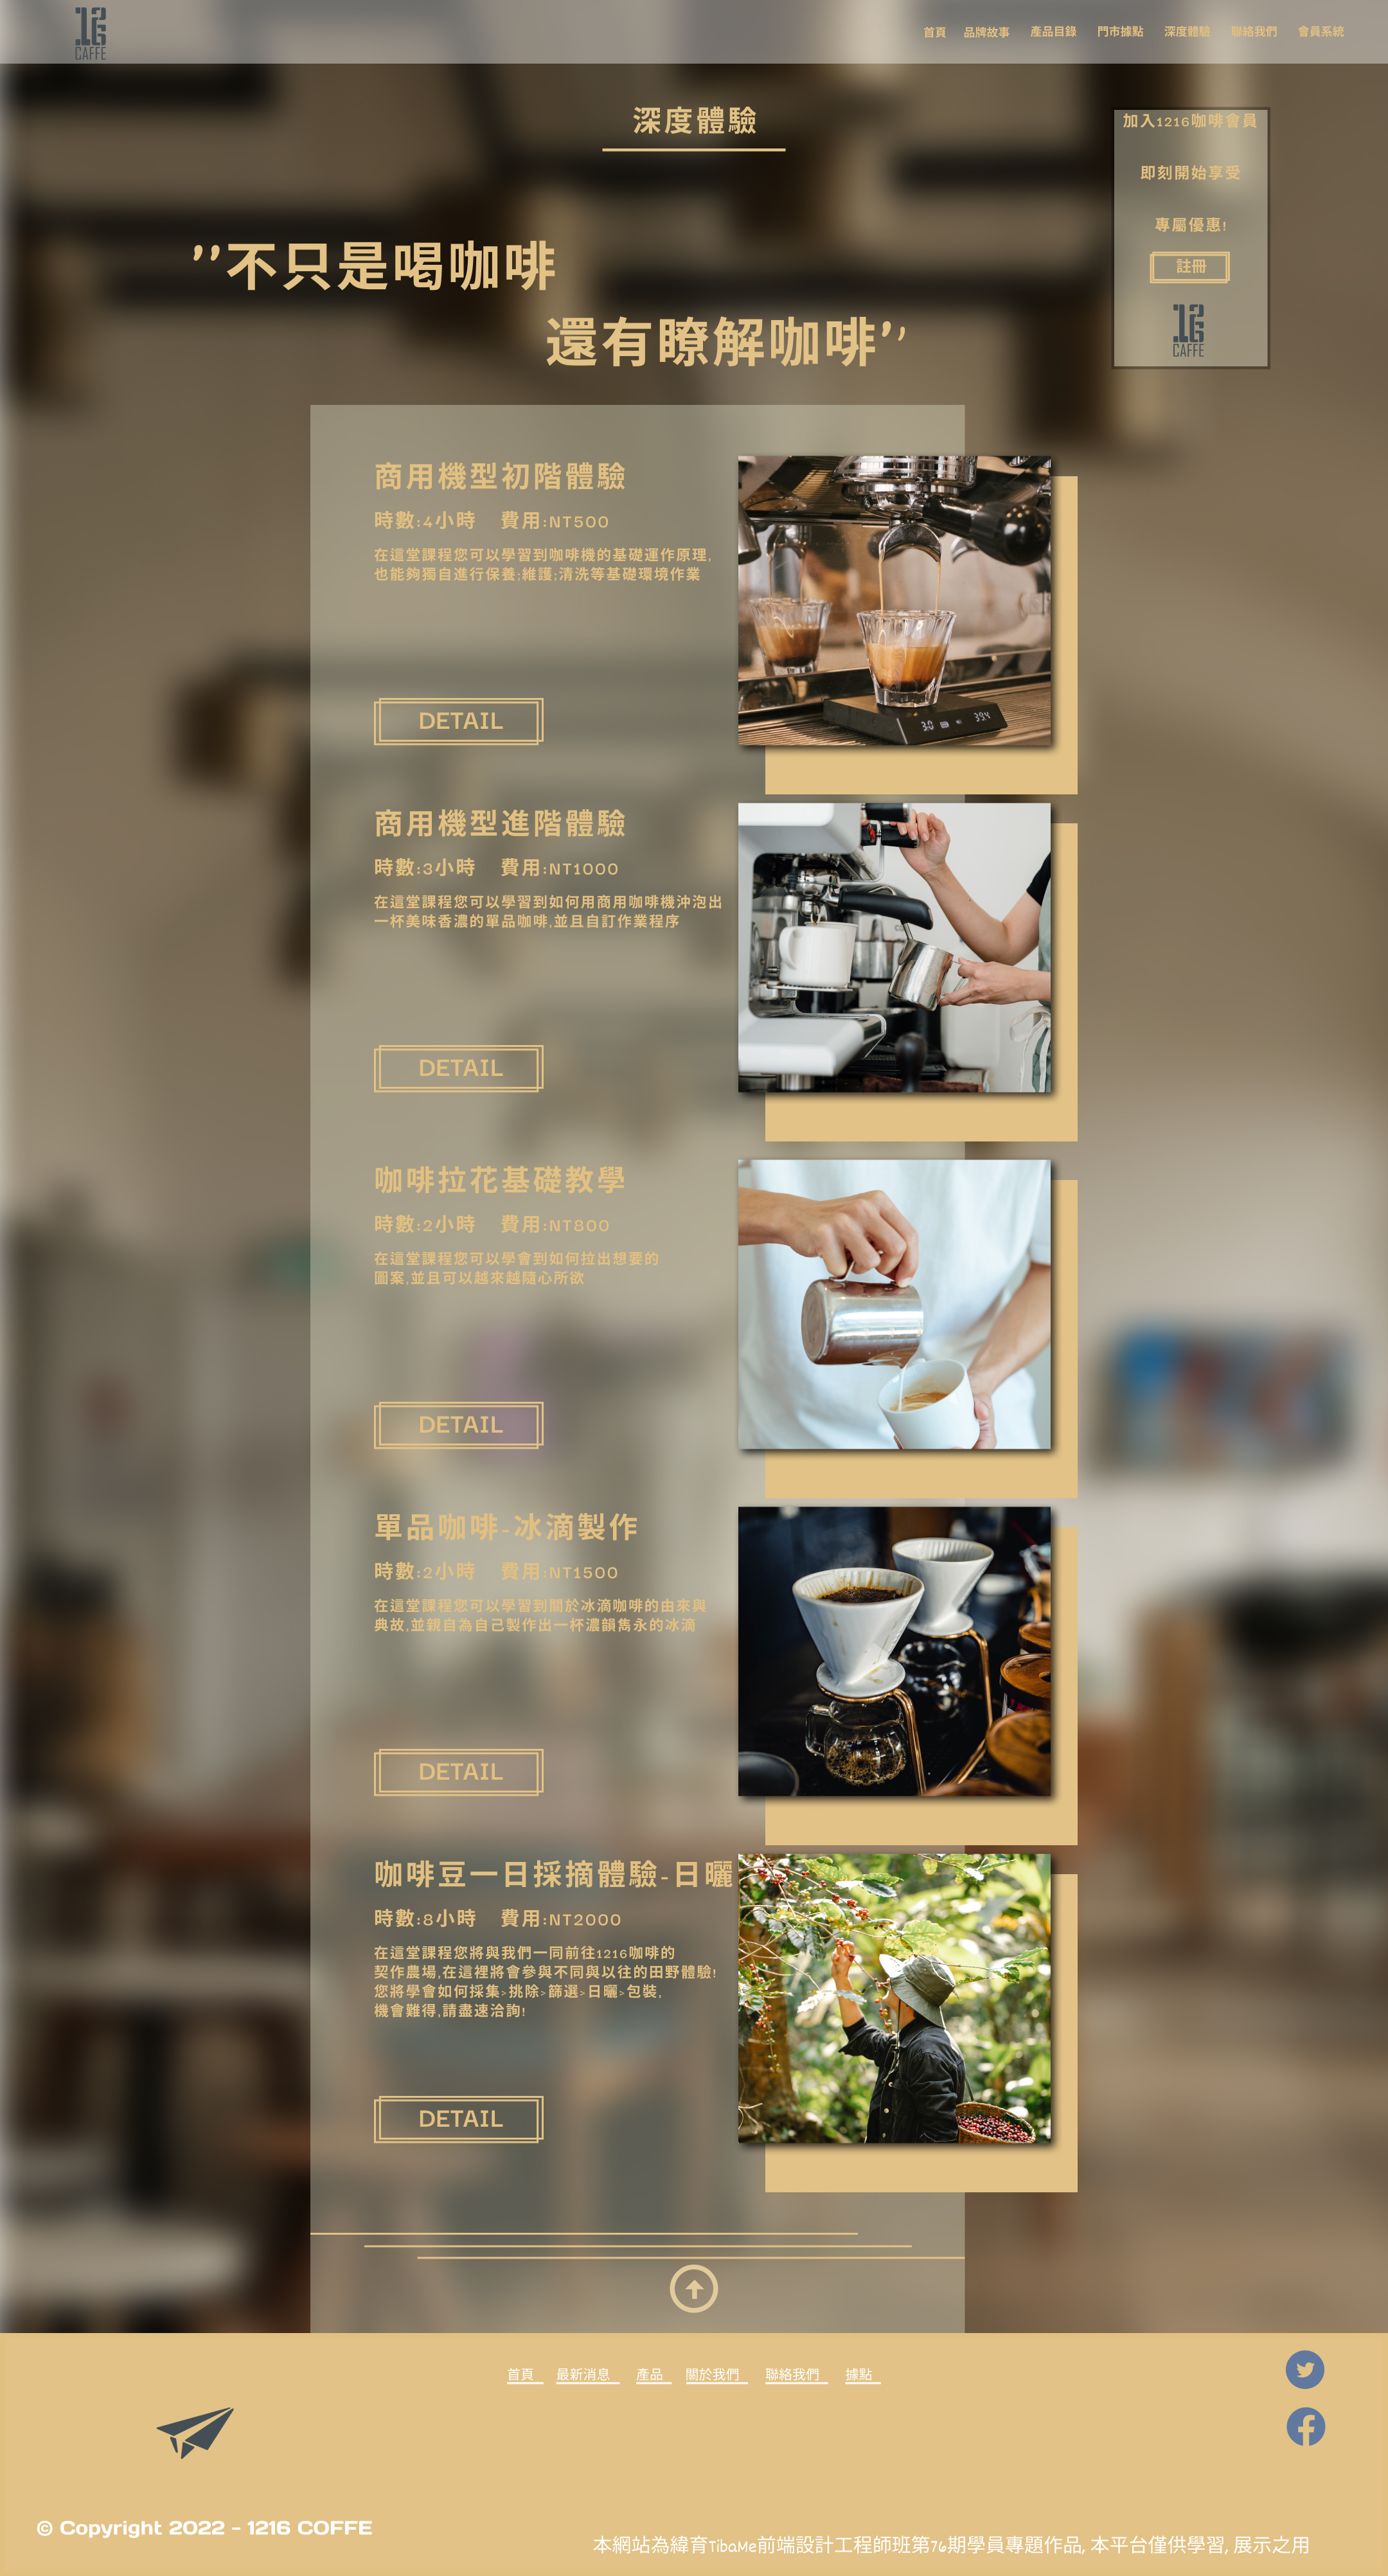 1216
CAFFE
首頁 品牌故事 產品目錄 門市據點 深度體驗 聯絡我們 會員系統
深度體驗
加入1216咖啡會員
即刻開始享受
專屬優惠!
註冊
1216
CAFFE
’’不只是喝咖啡
還有瞭解咖啡’’
商用機型初階體驗
時數:4小時 費用:NT500
在這堂課程您可以學習到咖啡機的基礎運作原理,
也能夠獨自進行保養;維護;清洗等基礎環境作業
DETAIL
3.0 39.4
商用機型進階體驗
時數:3小時 費用:NT1000
在這堂課程您可以學習到如何用商用咖啡機沖泡出
一杯美味香濃的單品咖啡,並且自訂作業程序
DETAIL
咖啡拉花基礎教學
時數:2小時 費用:NT800
在這堂課程您可以學會到如何拉出想要的
圖案,並且可以越來越隨心所欲
DETAIL
單品咖啡-冰滴製作
時數:2小時 費用:NT1500
在這堂課程您可以學習到關於冰滴咖啡的由來與
典故,並親自為自己製作出一杯濃韻雋永的冰滴
DETAIL
咖啡豆一日採摘體驗-日曬
時數:8小時 費用:NT2000
在這堂課程您將與我們一同前往1216咖啡的
契作農場,在這裡將會參與不同與以往的田野體驗!
您將學會如何採集>挑除>篩選>日曬>包裝,
機會難得,請盡速洽詢!
DETAIL
首頁 最新消息 產品 關於我們 聯絡我們 據點
© Copyright 2022 - 1216 COFFE
本網站為緯育TibaMe前端設計工程師班第76期學員專題作品, 本平台僅供學習, 展示之用